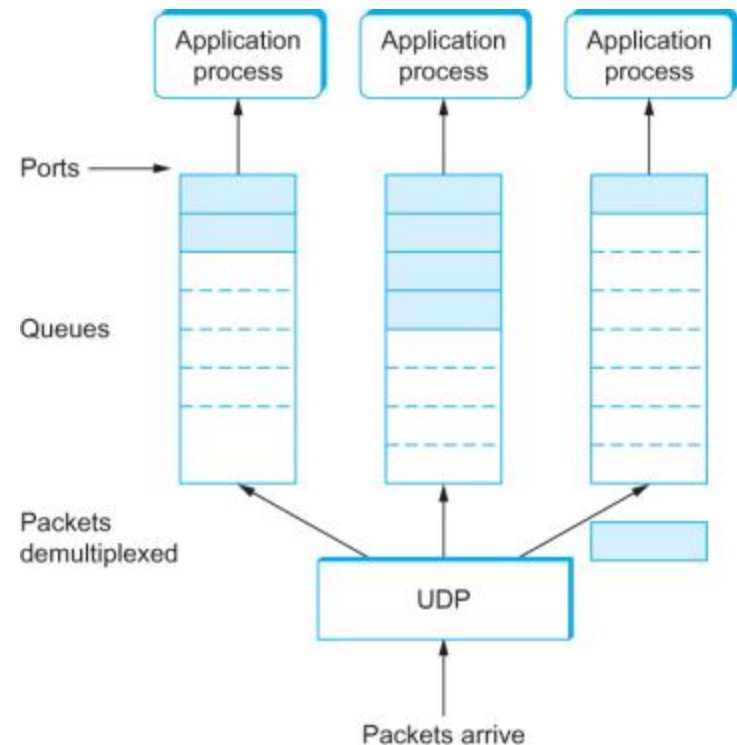 Application
process
Application
process
Application
process
Ports
Queues
Packets
demultiplexed
UDP
Packets arrive